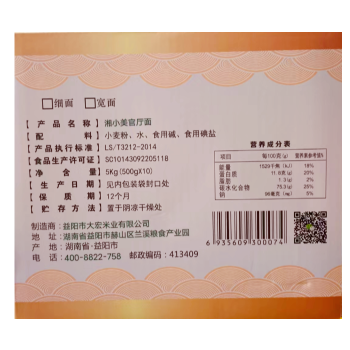 □细面 □宽面
【产品名称】湘小美官厅面
【配料】小麦粉、水、食用碱、食用碘盐
【产品执行标准】LS/T3212-2014
【食品生产许可证】SC10143092205118
【净含量】5Kg(500gX10)
【生产日期】见内包装袋封口处
【保质期】12个月
【贮存方法】置于阴凉干燥处
制造商：益阳市大宏米业有限公司
地址：湖南省益阳市赫山区兰溪粮食产业园
产地：湖南省·益阳市
电话：400-8822-758 邮政编码：413409
营养成分表
项目 每100克(g) 营养素参考值%
能量 1523千焦(kJ) 18%
蛋白质 11.6克(g) 20%
脂肪 1.3克(g) 2%
碳水化合物 75.3克(g) 25%
钠 96毫克(mg) 5%
6935609300074